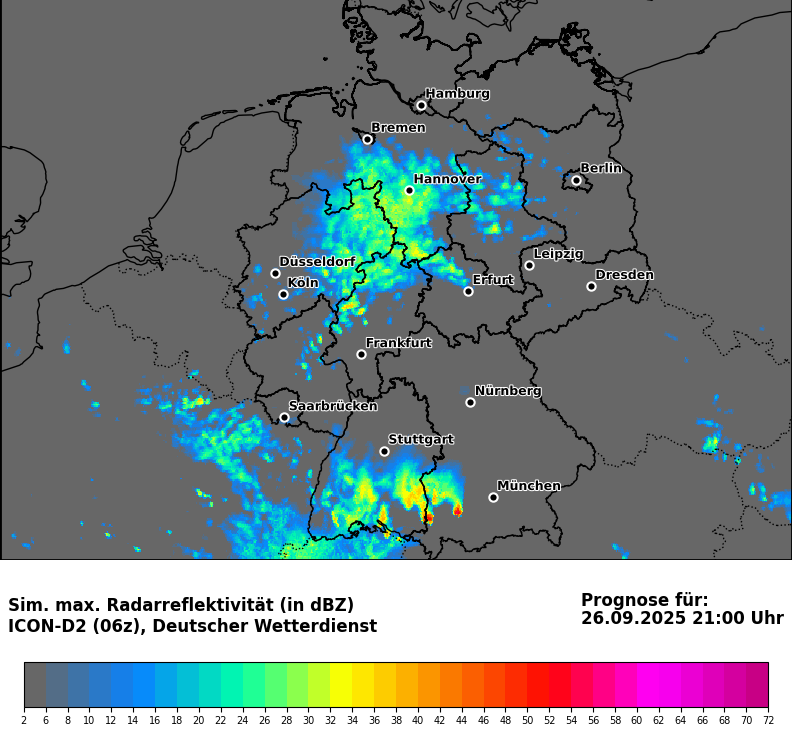 Hamburg
Bremen
Berlin
Hannover
Leipzig
Düsseldorf
Dresden
Erfurt
Köln
Frankfurt
Nürnberg
Saarbrücken
Stuttgart
München
Sim. max. Radarreflektivität (in dBZ)
ICON-D2 (06z), Deutscher Wetterdienst
Prognose für:
26.09.2025 21:00 Uhr
2 6 8 10 12 14 16 18 20 22 24 26 28 30 32 34 36 38 40 42 44 46 48 50 52 54 56 58 60 62 64 66 68 70 72